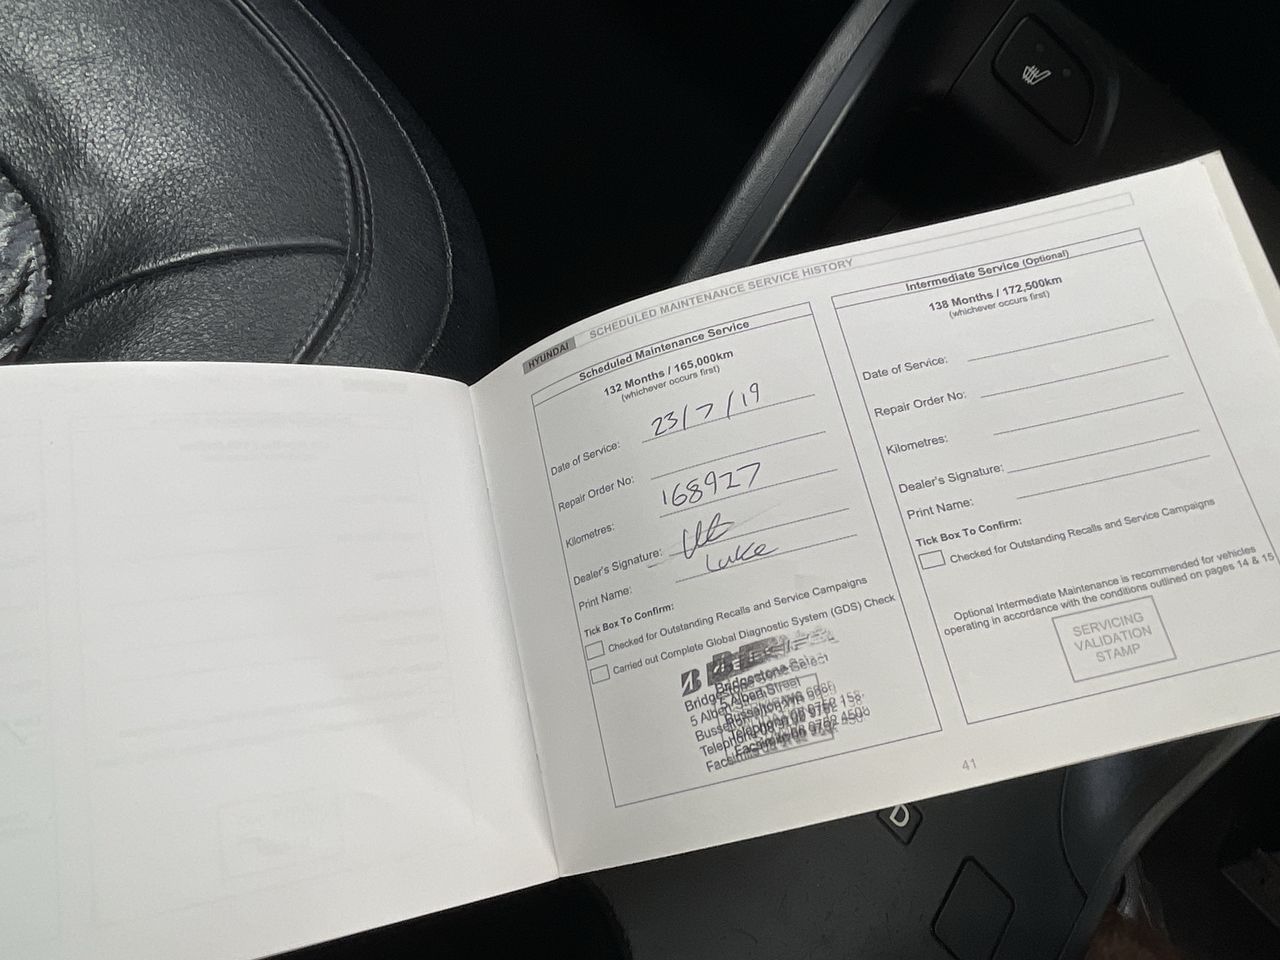 HYUNDAI SCHEDULED MAINTENANCE SERVICE HISTORY
Scheduled Maintenance Service
132 Months / 165,000km
(whichever occurs first)
Date of Service: 23/7/19
Repair Order No:
Kilometres: 168927
Dealer's Signature:
Print Name: Luke
Tick Box To Confirm:
Checked for Outstanding Recalls and Service Campaigns
Carried out Complete Global Diagnostic System (GDS) Check
Bridgestone Select
5 Albert Street
Busselton
Telephone
Facsimile
Intermediate Service (Optional)
138 Months / 172,500km
(whichever occurs first)
Date of Service:
Repair Order No:
Kilometres:
Dealer's Signature:
Print Name:
Tick Box To Confirm:
Checked for Outstanding Recalls and Service Campaigns
Optional Intermediate Maintenance is recommended for vehicles
operating in accordance with the conditions outlined on pages 14 & 15
SERVICING
VALIDATION
STAMP
41
D